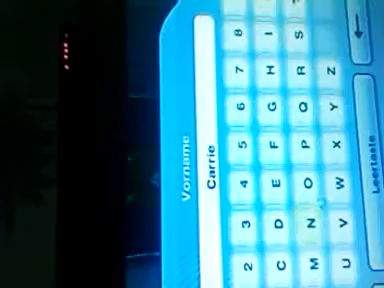 Vorname
Carrie
2 3 4 5 6 7 8
C D E F G H I
M N O P Q R S
U V W X Y Z
Leertaste